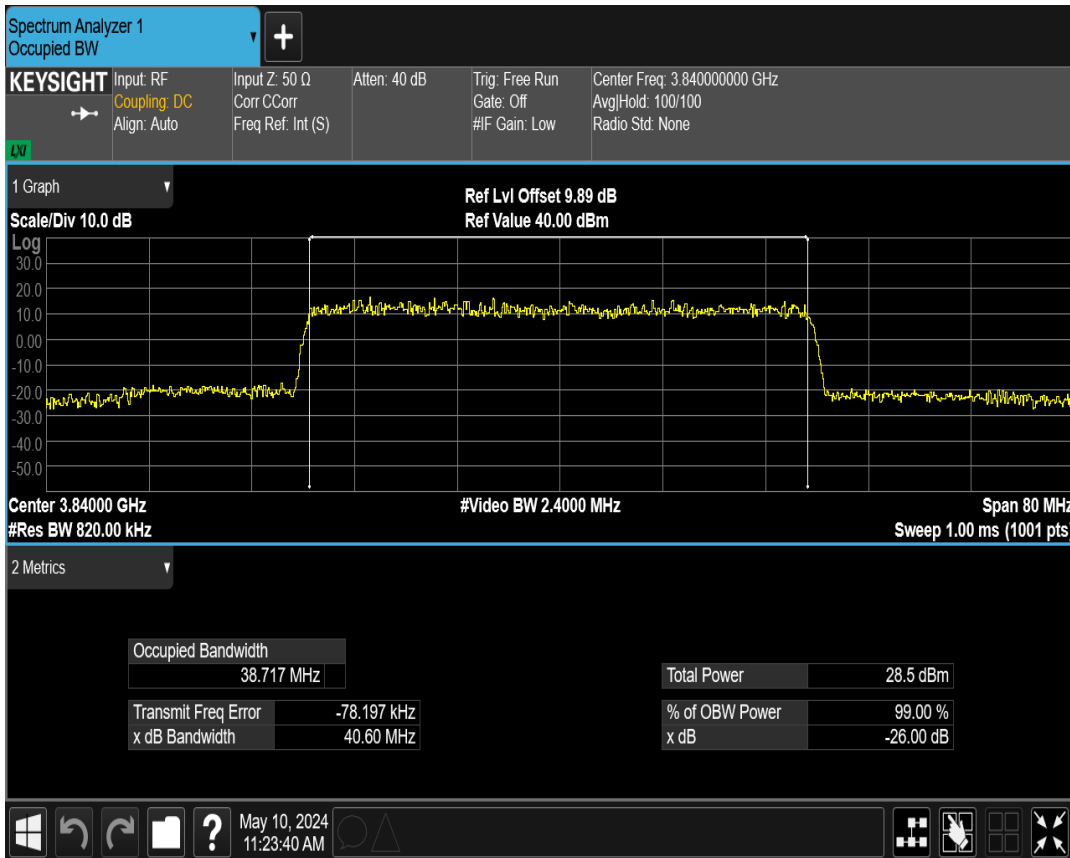 Spectrum Analyzer 1
Occupied BW
+
KEYSIGHT
LXI
Input: RF
Coupling: DC
Align: Auto
Input Z: 50 Ω
Corr CCorr
Freq Ref: Int (S)
Atten: 40 dB
Trig: Free Run
Gate: Off
#IF Gain: Low
Center Freq: 3.840000000 GHz
Avg|Hold: 100/100
Radio Std: None
1 Graph
Ref Lvl Offset 9.89 dB
Scale/Div 10.0 dB
Ref Value 40.00 dBm
Log
30.0
20.0
10.0
0.00
-10.0
-20.0
-30.0
-40.0
-50.0
Center 3.84000 GHz
#Video BW 2.4000 MHz
Span 80 MHz
#Res BW 820.00 kHz
Sweep 1.00 ms (1001 pts)
2 Metrics
Occupied Bandwidth
38.717 MHz
Total Power 28.5 dBm
Transmit Freq Error -78.197 kHz
% of OBW Power 99.00 %
x dB Bandwidth 40.60 MHz
x dB -26.00 dB
?
May 10, 2024
11:23:40 AM